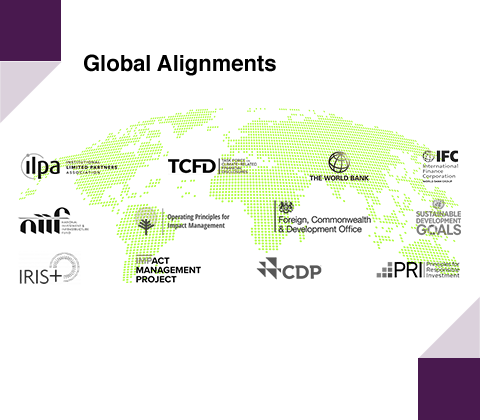 Global Alignments
ilpa
INSTITUTIONAL
LIMITED PARTNERS
ASSOCIATION
TCFD
TASK FORCE ON
CLIMATE-RELATED
FINANCIAL
DISCLOSURES
THE WORLD BANK
IFC
International
Finance
Corporation
WORLD BANK GROUP
NATIONAL
INVESTMENT &
INFRASTRUCTURE
FUND
Operating Principles for
Impact Management
Foreign, Commonwealth
& Development Office
SUSTAINABLE
DEVELOPMENT
GOALS
IRIS+
IMPACT
MANAGEMENT
PROJECT
CDP
PRI
Principles for
Responsible
Investment